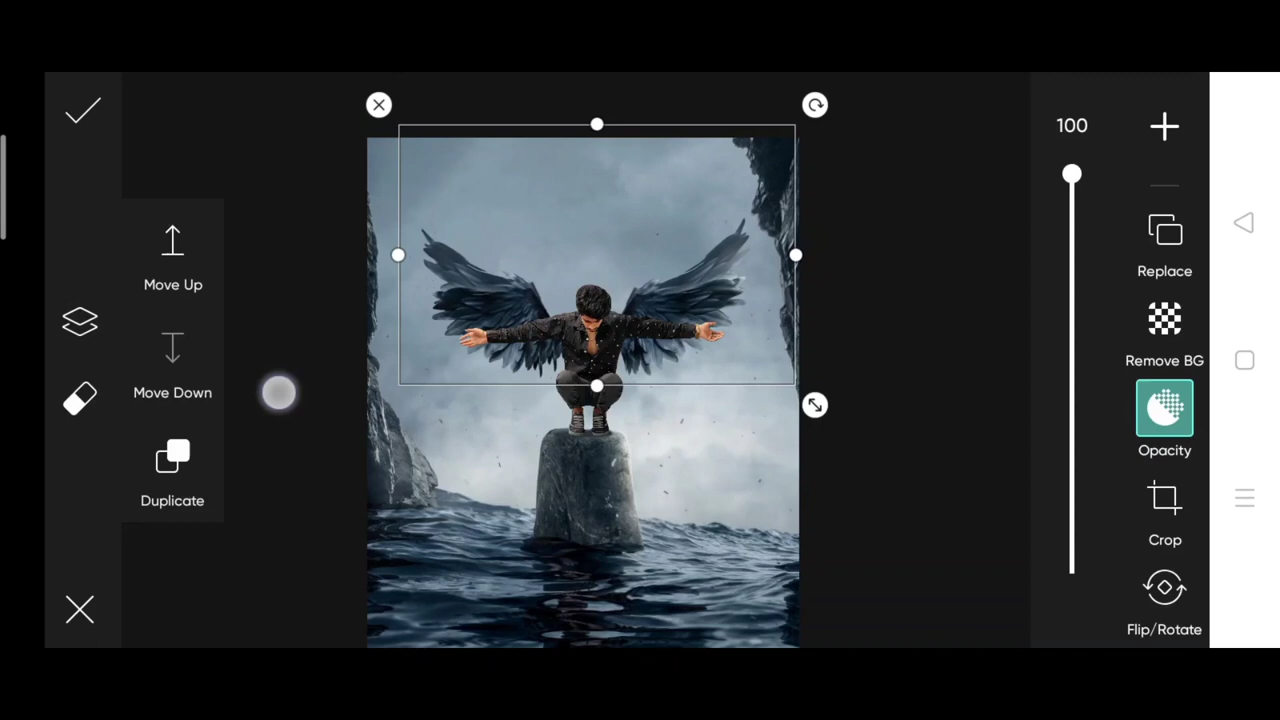 100
Move Up
Replace
Remove BG
Move Down
Opacity
Duplicate
Crop
Flip/Rotate